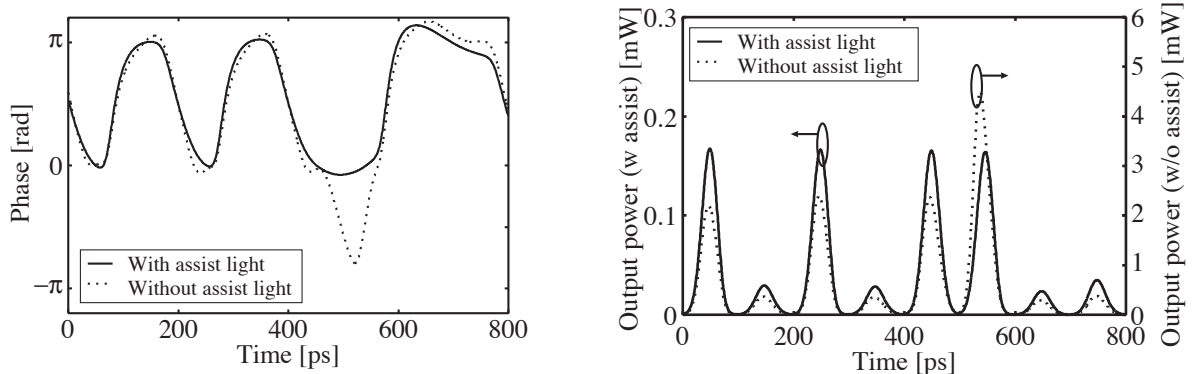 π
0
−π
Phase [rad]
With assist light
Without assist light
0
200
400
600
800
Time [ps]
0.3
0.2
0.1
0
Output power (w assist) [mW]
With assist light
Without assist light
6
5
4
3
2
1
0
Output power (w/o assist) [mW]
0
200
400
600
800
Time [ps]